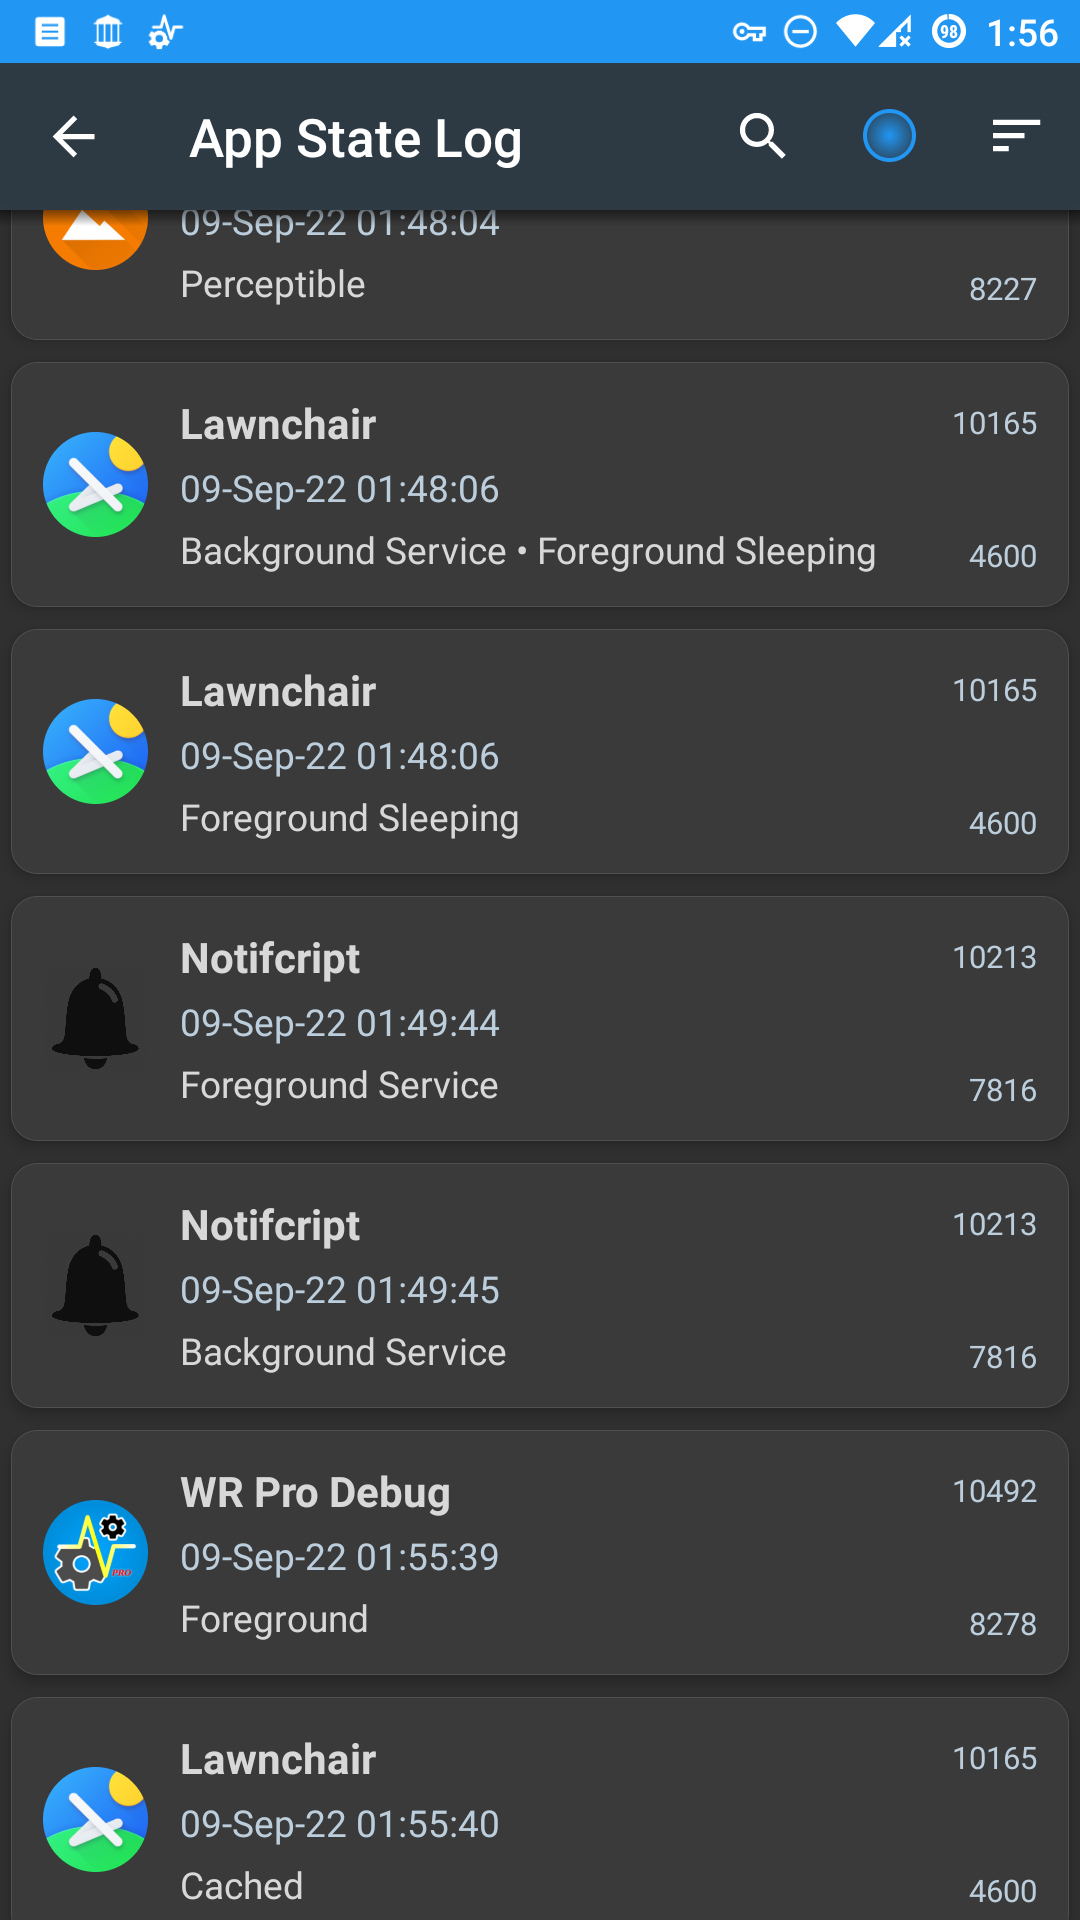 98 1:56
App State Log
09-Sep-22 01:48:04
Perceptible 8227
Lawnchair 10165
09-Sep-22 01:48:06
Background Service • Foreground Sleeping 4600
Lawnchair 10165
09-Sep-22 01:48:06
Foreground Sleeping 4600
Notifcript 10213
09-Sep-22 01:49:44
Foreground Service 7816
Notifcript 10213
09-Sep-22 01:49:45
Background Service 7816
WR Pro Debug 10492
09-Sep-22 01:55:39
PRO
Foreground 8278
Lawnchair 10165
09-Sep-22 01:55:40
Cached 4600